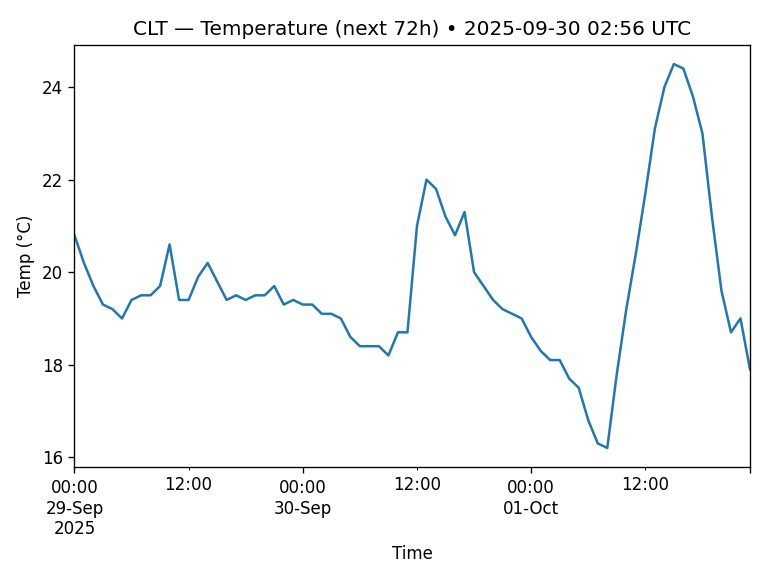 CLT — Temperature (next 72h) • 2025-09-30 02:56 UTC
Temp (°C)
24
22
20
18
16
00:00 12:00 00:00 12:00 00:00 12:00
29-Sep 30-Sep 01-Oct
2025
Time